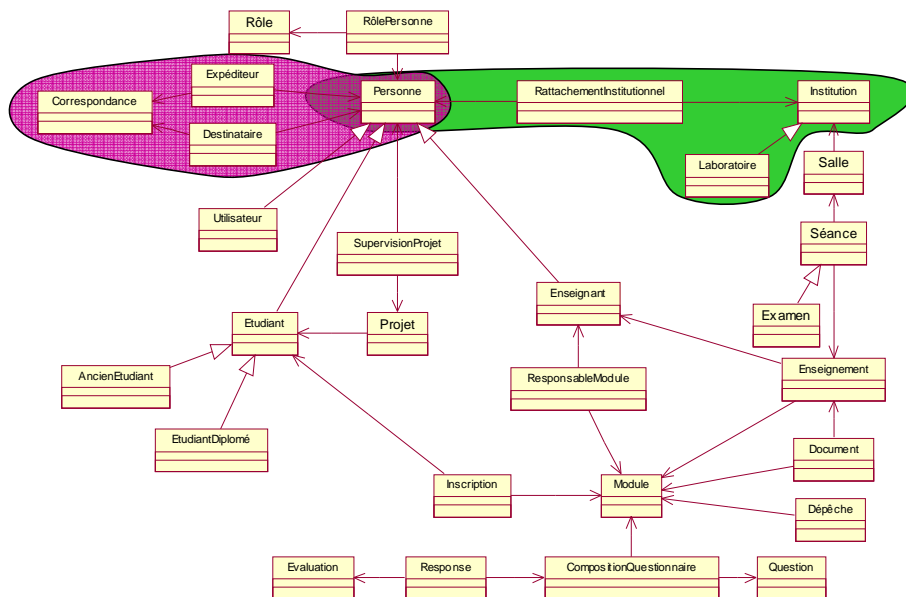 Rôle
RôlePersonne
Expéditeur
Correspondance
Personne
RattachementInstitutionnel
Institution
Destinataire
Laboratoire
Salle
Utilisateur
SupervisionProjet
Séance
Enseignant
Etudiant
Projet
Examen
AncienEtudiant
ResponsableModule
Enseignement
EtudiantDiplomé
Document
Inscription
Module
Dépêche
Evaluation
Response
CompositionQuestionnaire
Question